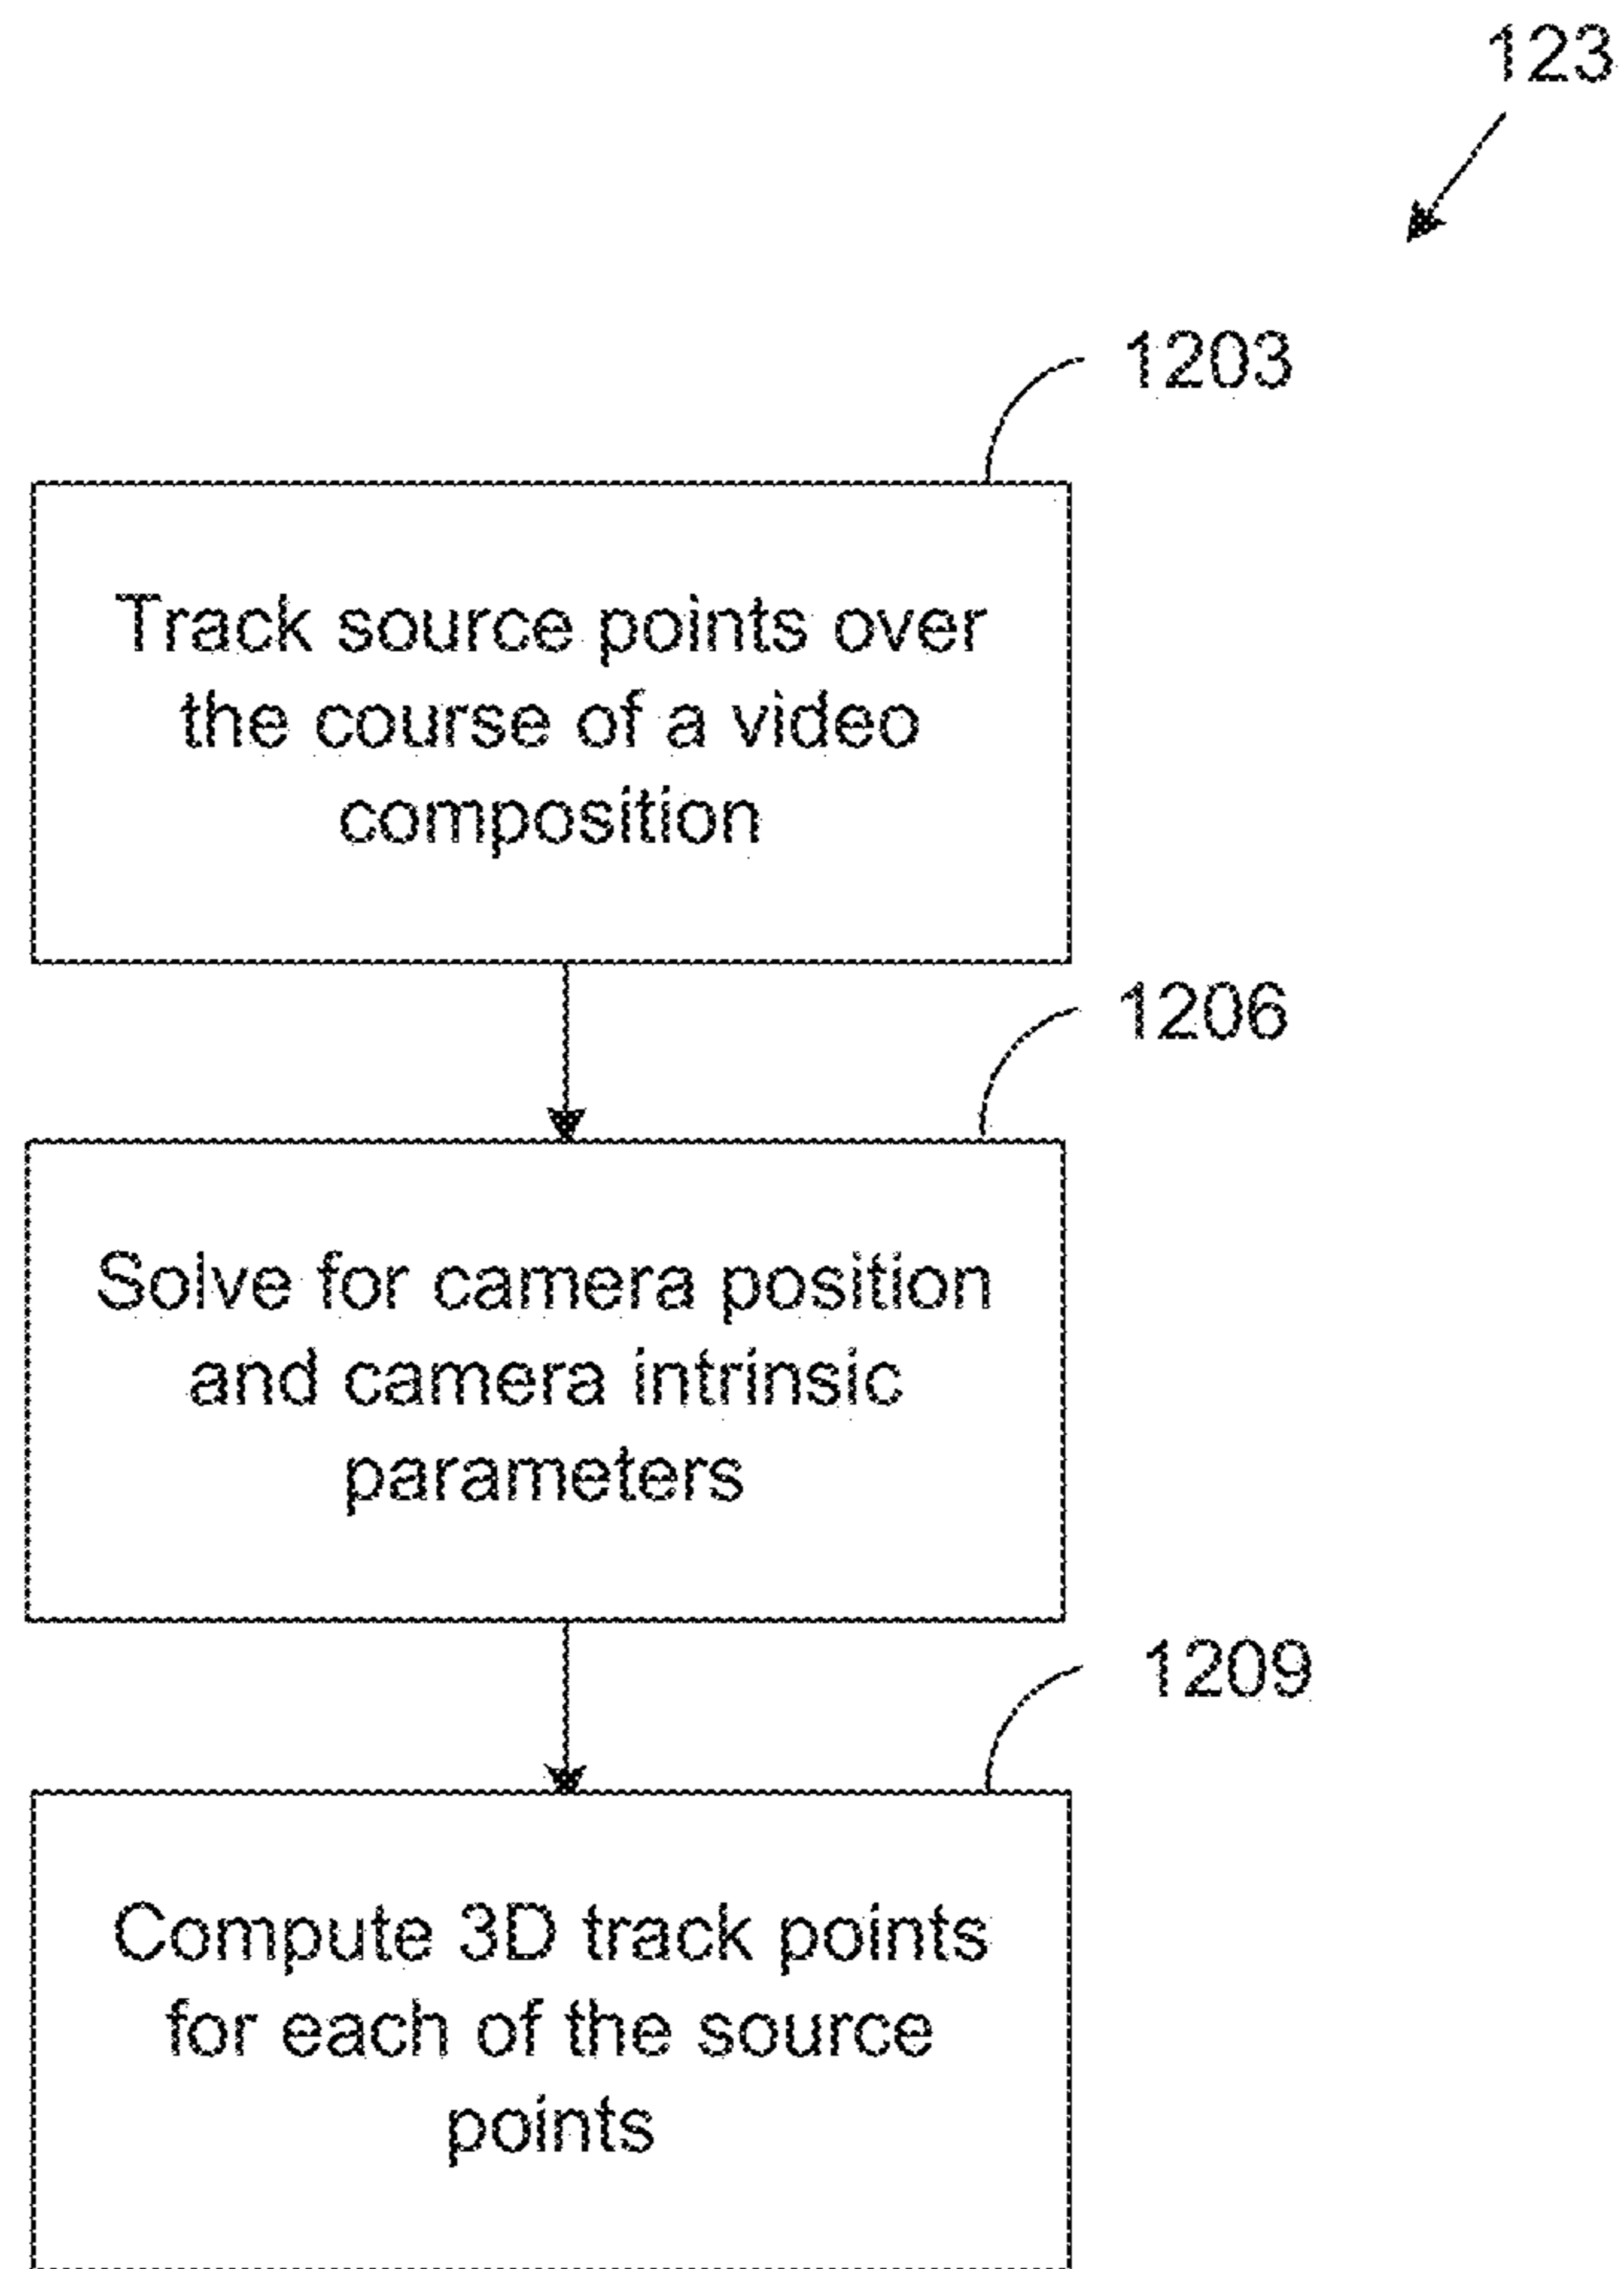 123
1203
Track source points over
the course of a video
composition
1206
Solve for camera position
and camera intrinsic
parameters
1209
Compute 3D track points
for each of the source
points